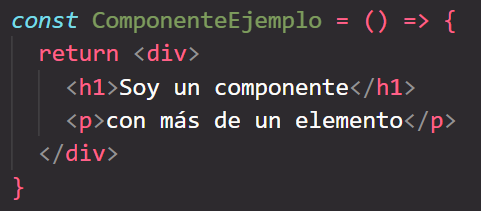 const ComponenteEjemplo = () => {
  return <div>
    <h1>Soy un componente</h1>
    <p>con más de un elemento</p>
  </div>
}